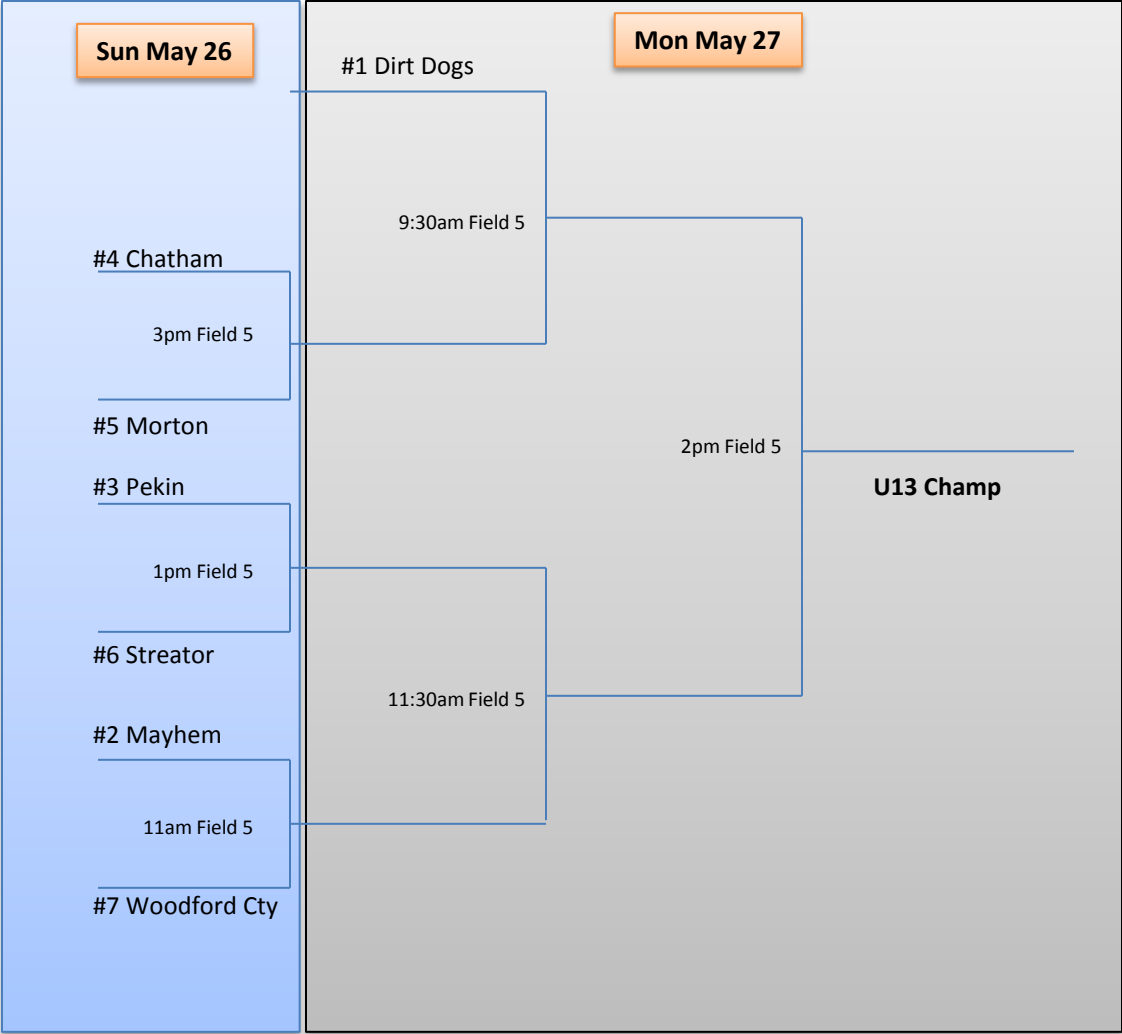 Sun May 26
Mon May 27
#1 Dirt Dogs
9:30am Field 5
#4 Chatham
3pm Field 5
#5 Morton
2pm Field 5
#3 Pekin
U13 Champ
1pm Field 5
#6 Streator
11:30am Field 5
#2 Mayhem
11am Field 5
#7 Woodford Cty